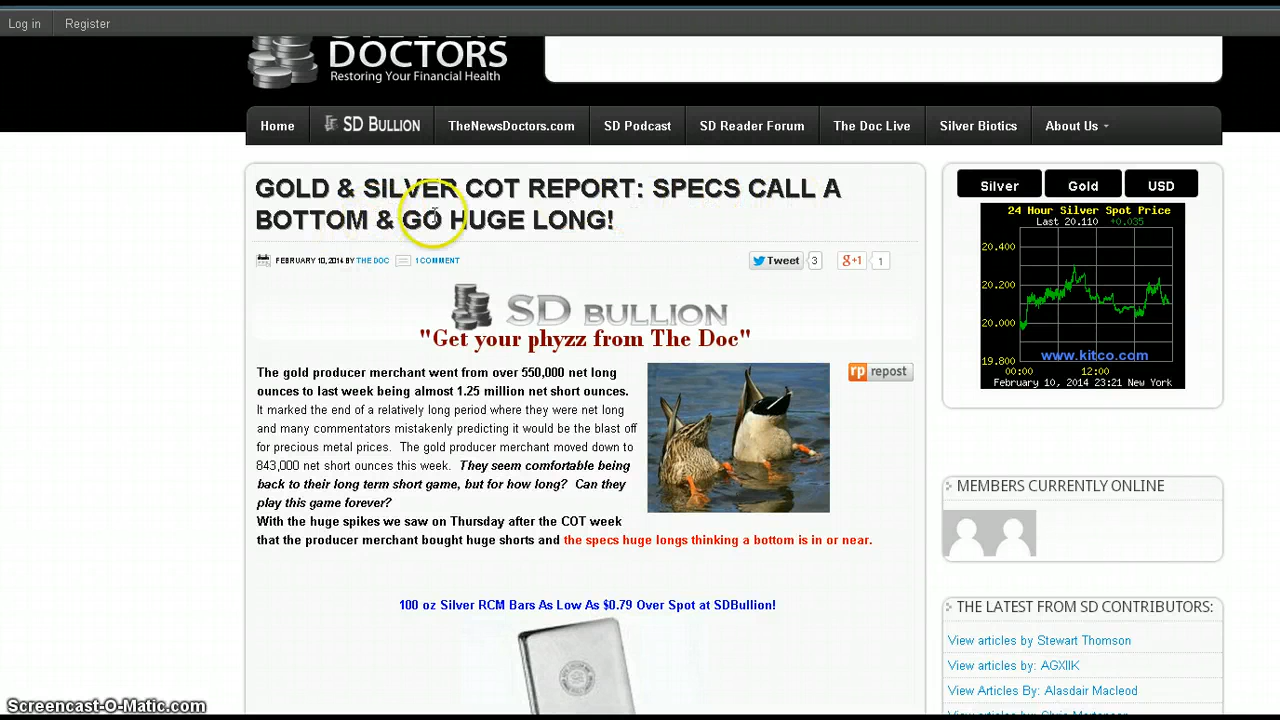 Log in
Register
DOCTORS
Restoring Your Financial Health
Home
SD BULLION
TheNewsDoctors.com
SD Podcast
SD Reader Forum
The Doc Live
Silver Biotics
About Us
GOLD & SILVER COT REPORT: SPECS CALL A
BOTTOM & GO HUGE LONG!
FEBRUARY 10, 2014 BY THE DOC
1 COMMENT
Tweet
3
g+1
1
SD BULLION
"Get your phyzz from The Doc"
The gold producer merchant went from over 550,000 net long
ounces to last week being almost 1.25 million net short ounces.
It marked the end of a relatively long period where they were net long
and many commentators mistakenly predicting it would be the blast off
for precious metal prices. The gold producer merchant moved down to
843,000 net short ounces this week. They seem comfortable being
back to their long term short game, but for how long? Can they
play this game forever?
With the huge spikes we saw on Thursday after the COT week
that the producer merchant bought huge shorts and the specs huge longs thinking a bottom is in or near.
rp repost
100 oz Silver RCM Bars As Low As $0.79 Over Spot at SDBullion!
Silver
Gold
USD
24 Hour Silver Spot Price
Last 20.110 +0.035
20.400
20.200
20.000
19.800
www.kitco.com
00:00
12:00
February 10, 2014 23:21 New York
MEMBERS CURRENTLY ONLINE
THE LATEST FROM SD CONTRIBUTORS:
View articles by Stewart Thomson
View articles by: AGXIIK
View Articles By: Alasdair Macleod
Screencast-O-Matic.com